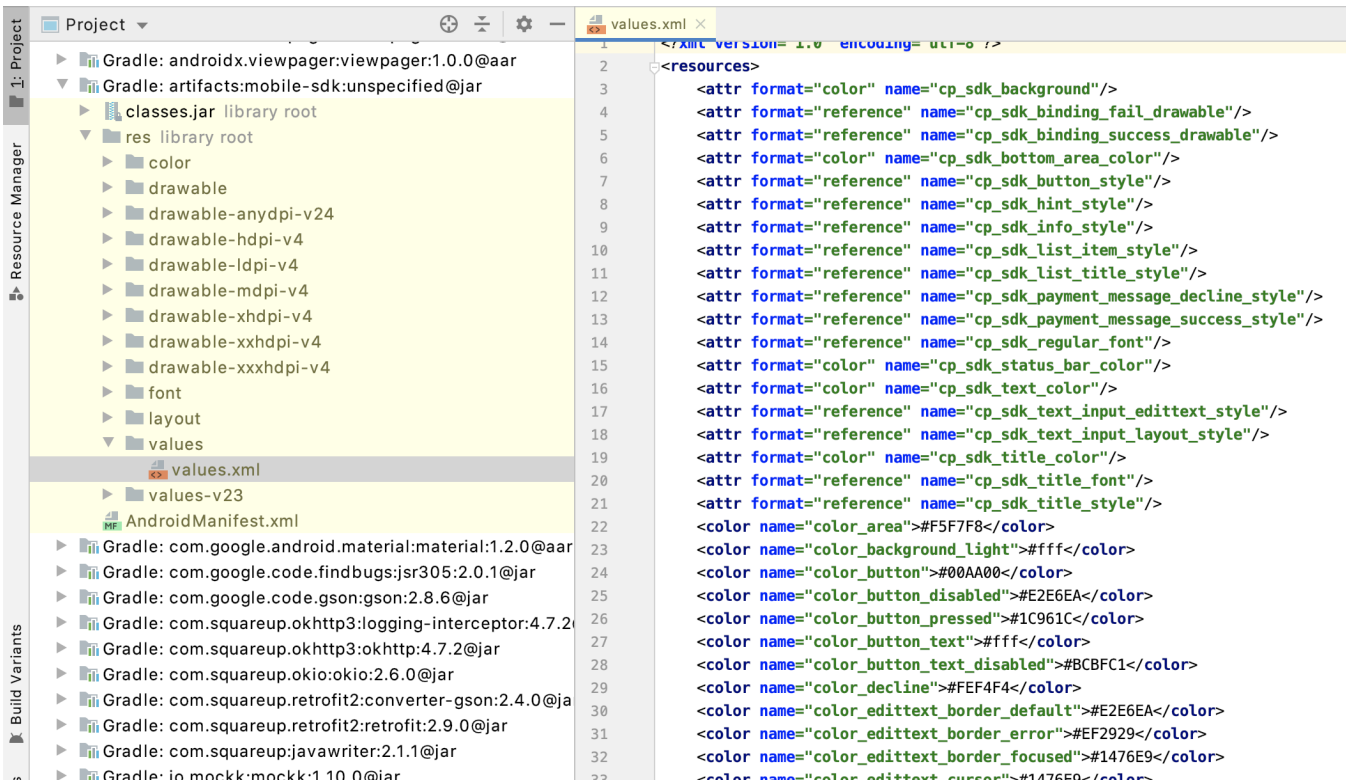 1: Project
Resource Manager
Build Variants
Project
Gradle: androidx.viewpager:viewpager:1.0.0@aar
Gradle: artifacts:mobile-sdk:unspecified@jar
classes.jar library root
res library root
color
drawable
drawable-anydpi-v24
drawable-hdpi-v4
drawable-ldpi-v4
drawable-mdpi-v4
drawable-xhdpi-v4
drawable-xxhdpi-v4
drawable-xxxhdpi-v4
font
layout
values
values.xml
values-v23
MF AndroidManifest.xml
Gradle: com.google.android.material:material:1.2.0@aar
Gradle: com.google.code.findbugs:jsr305:2.0.1@jar
Gradle: com.google.code.gson:gson:2.8.6@jar
Gradle: com.squareup.okhttp3:logging-interceptor:4.7.2
Gradle: com.squareup.okhttp3:okhttp:4.7.2@jar
Gradle: com.squareup.okio:okio:2.6.0@jar
Gradle: com.squareup.retrofit2:converter-gson:2.4.0@ja
Gradle: com.squareup.retrofit2:retrofit:2.9.0@jar
Gradle: com.squareup:javawriter:2.1.1@jar
Gradle: io.mockk:mockk:1.10.0@jar
values.xml
1 <?xml version="1.0" encoding="utf-8"?>
2 <resources>
3 <attr format="color" name="cp_sdk_background"/>
4 <attr format="reference" name="cp_sdk_binding_fail_drawable"/>
5 <attr format="reference" name="cp_sdk_binding_success_drawable"/>
6 <attr format="color" name="cp_sdk_bottom_area_color"/>
7 <attr format="reference" name="cp_sdk_button_style"/>
8 <attr format="reference" name="cp_sdk_hint_style"/>
9 <attr format="reference" name="cp_sdk_info_style"/>
10 <attr format="reference" name="cp_sdk_list_item_style"/>
11 <attr format="reference" name="cp_sdk_list_title_style"/>
12 <attr format="reference" name="cp_sdk_payment_message_decline_style"/>
13 <attr format="reference" name="cp_sdk_payment_message_success_style"/>
14 <attr format="reference" name="cp_sdk_regular_font"/>
15 <attr format="color" name="cp_sdk_status_bar_color"/>
16 <attr format="color" name="cp_sdk_text_color"/>
17 <attr format="reference" name="cp_sdk_text_input_edittext_style"/>
18 <attr format="reference" name="cp_sdk_text_input_layout_style"/>
19 <attr format="color" name="cp_sdk_title_color"/>
20 <attr format="reference" name="cp_sdk_title_font"/>
21 <attr format="reference" name="cp_sdk_title_style"/>
22 <color name="color_area">#F5F7F8</color>
23 <color name="color_background_light">#fff</color>
24 <color name="color_button">#00AA00</color>
25 <color name="color_button_disabled">#E2E6EA</color>
26 <color name="color_button_pressed">#1C961C</color>
27 <color name="color_button_text">#fff</color>
28 <color name="color_button_text_disabled">#BCBFC1</color>
29 <color name="color_decline">#FEF4F4</color>
30 <color name="color_edittext_border_default">#E2E6EA</color>
31 <color name="color_edittext_border_error">#EF2929</color>
32 <color name="color_edittext_border_focused">#1476E9</color>
33 <color name="color_edittext_cursor">#1476E9</color>